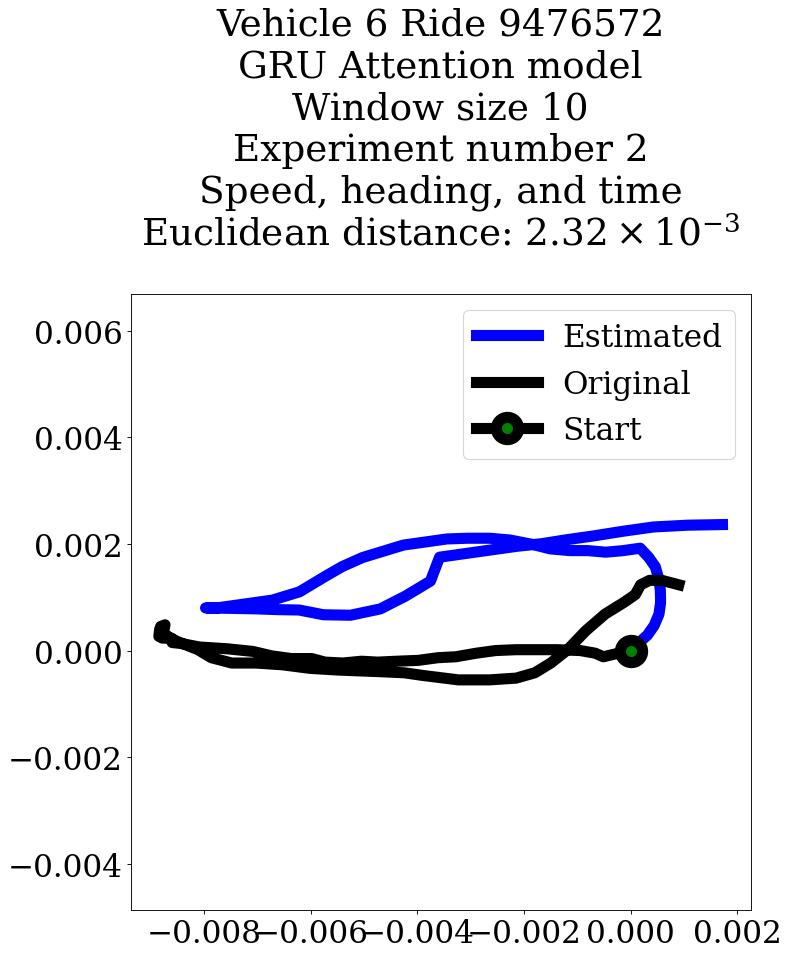 Vehicle 6 Ride 9476572
GRU Attention model
Window size 10
Experiment number 2
Speed, heading, and time
Euclidean distance: 2.32 × 10⁻³
Estimated
Original
Start
0.006
0.004
0.002
0.000
−0.002
−0.004
−0.008 −0.006 −0.004 −0.002 0.000 0.002